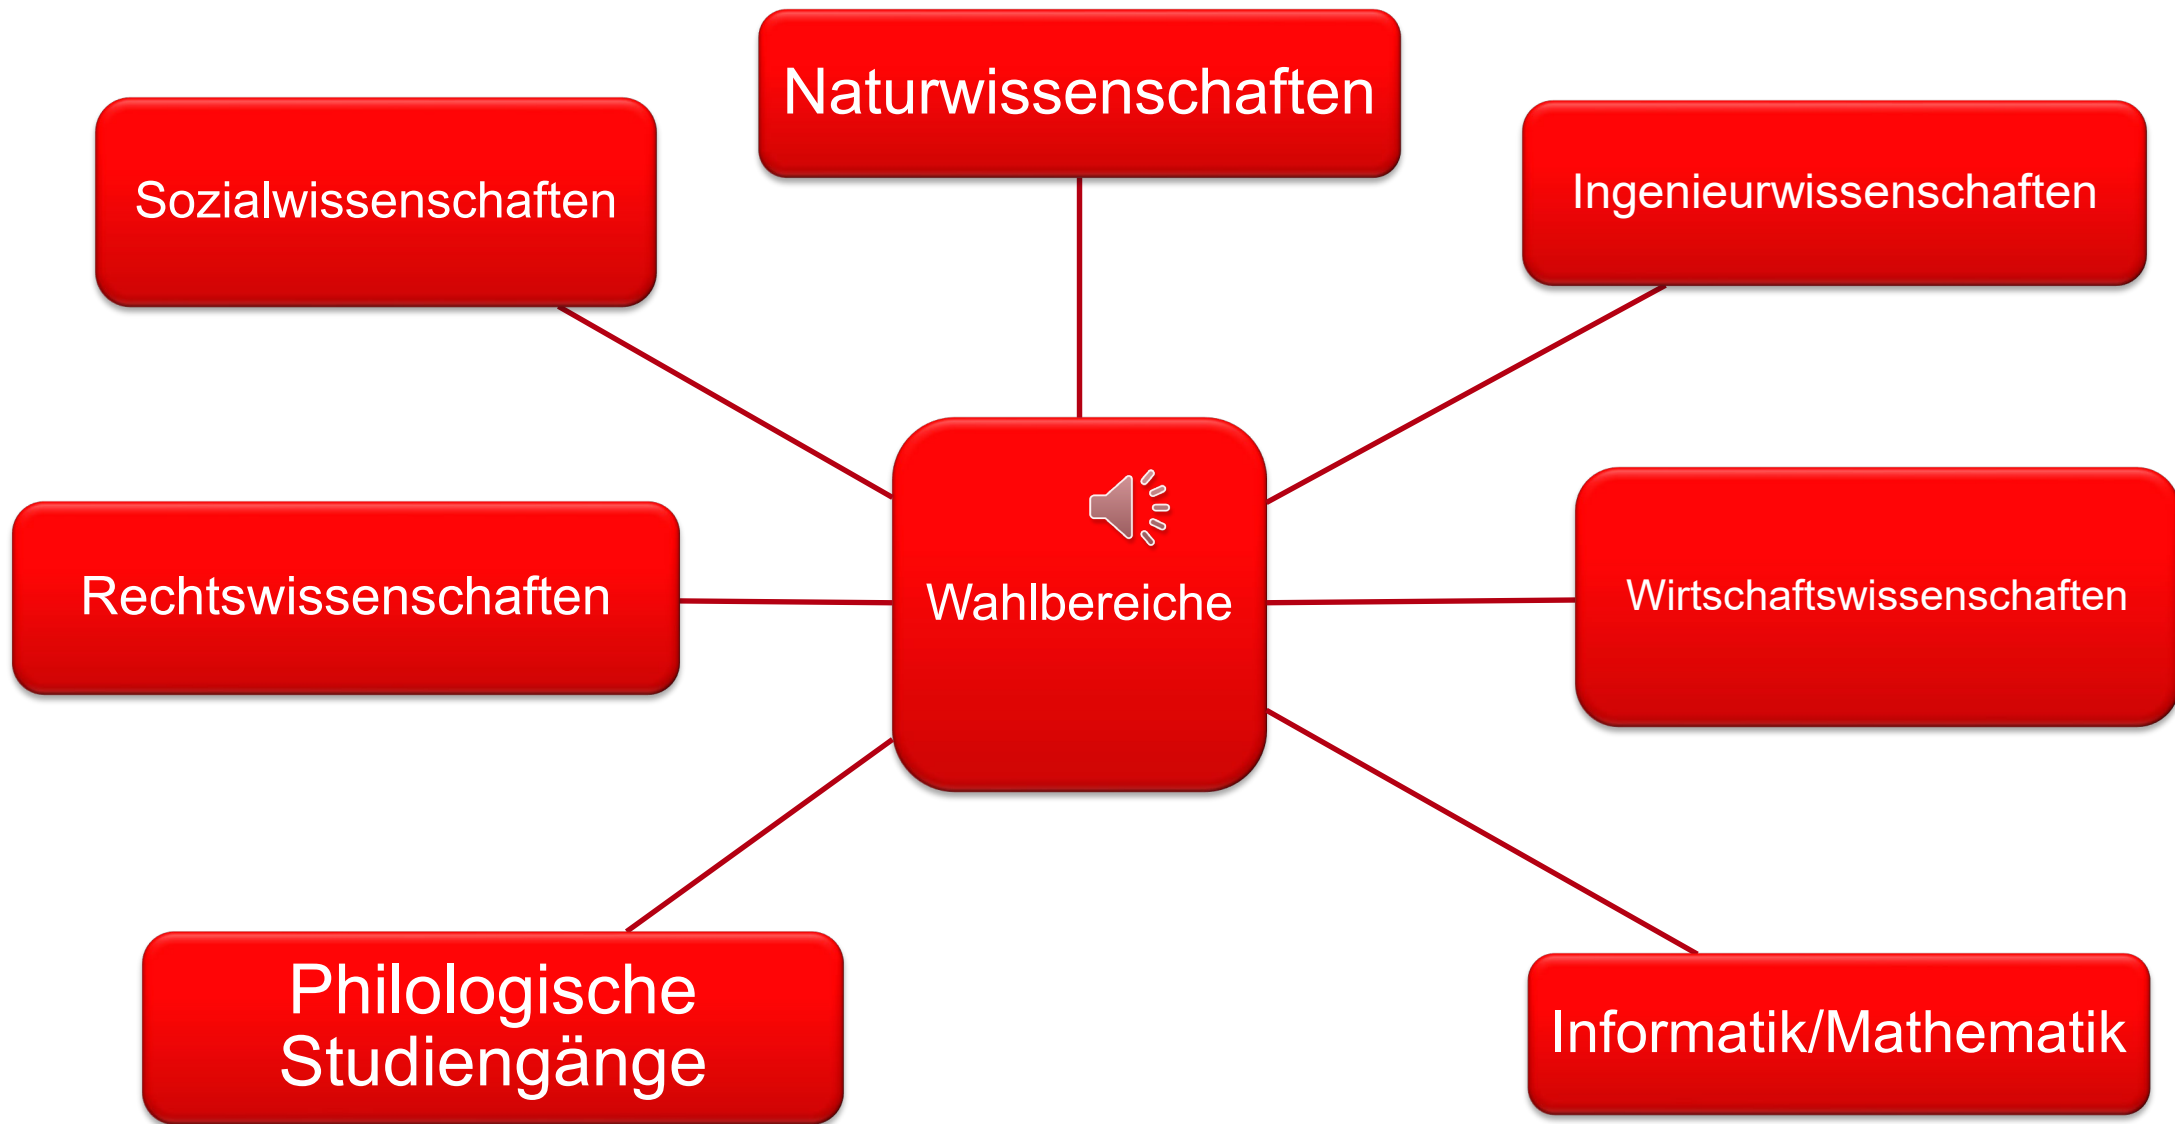 Naturwissenschaften
Sozialwissenschaften
Ingenieurwissenschaften
Rechtswissenschaften
Wahlbereiche
Wirtschaftswissenschaften
Philologische
Studiengänge
Informatik/Mathematik